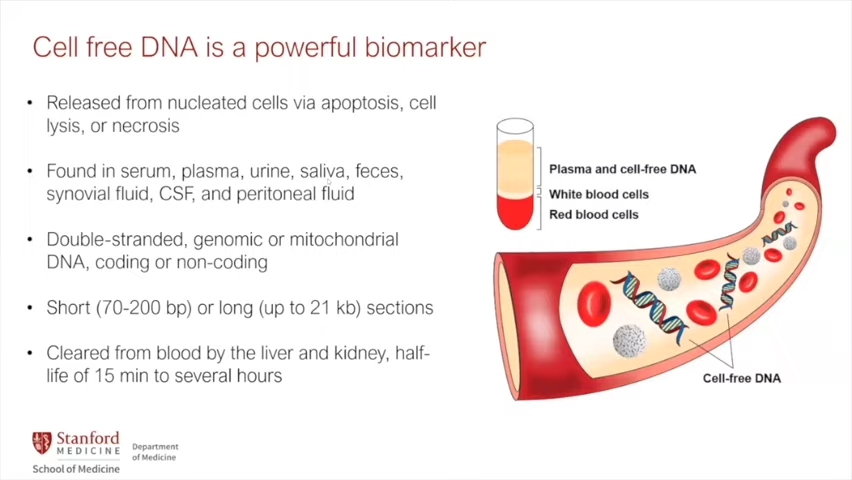 Cell free DNA is a powerful biomarker
• Released from nucleated cells via apoptosis, cell
lysis, or necrosis
• Found in serum, plasma, urine, saliva, feces,
synovial fluid, CSF, and peritoneal fluid
• Double-stranded, genomic or mitochondrial
DNA, coding or non-coding
• Short (70-200 bp) or long (up to 21 kb) sections
• Cleared from blood by the liver and kidney, half-
life of 15 min to several hours
Plasma and cell-free DNA
White blood cells
Red blood cells
Cell-free DNA
Stanford
MEDICINE
School of Medicine
Department
of Medicine